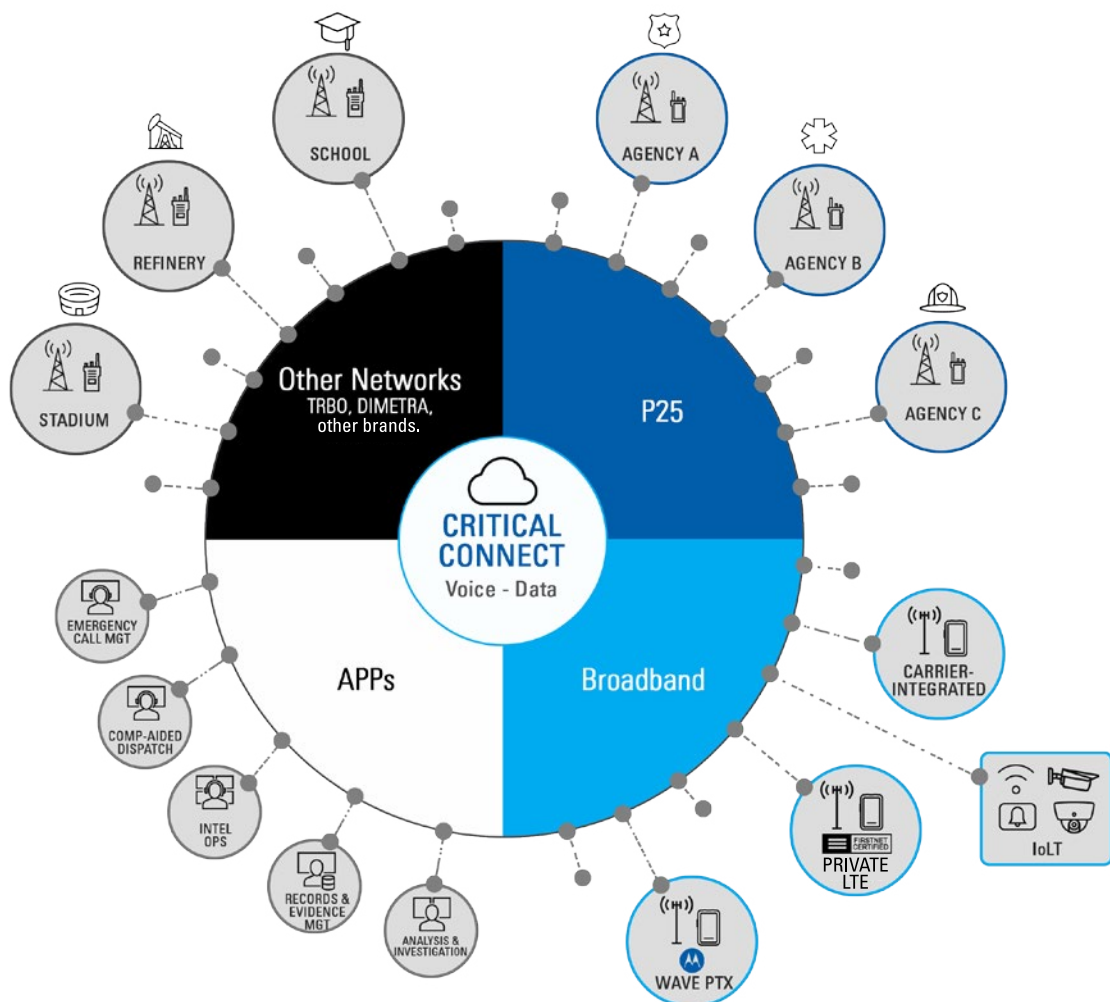 SCHOOL
AGENCY A
REFINERY
AGENCY B
STADIUM
AGENCY C
Other Networks
TRBO, DIMETRA,
other brands.
P25
CRITICAL
CONNECT
Voice - Data
APPs
Broadband
EMERGENCY
CALL MGT
COMP-AIDED
DISPATCH
INTEL
OPS
RECORDS &
EVIDENCE
MGT
ANALYSIS &
INVESTIGATION
CARRIER-
INTEGRATED
IoLT
FIRSTNET
CERTIFIED
PRIVATE
LTE
WAVE PTX